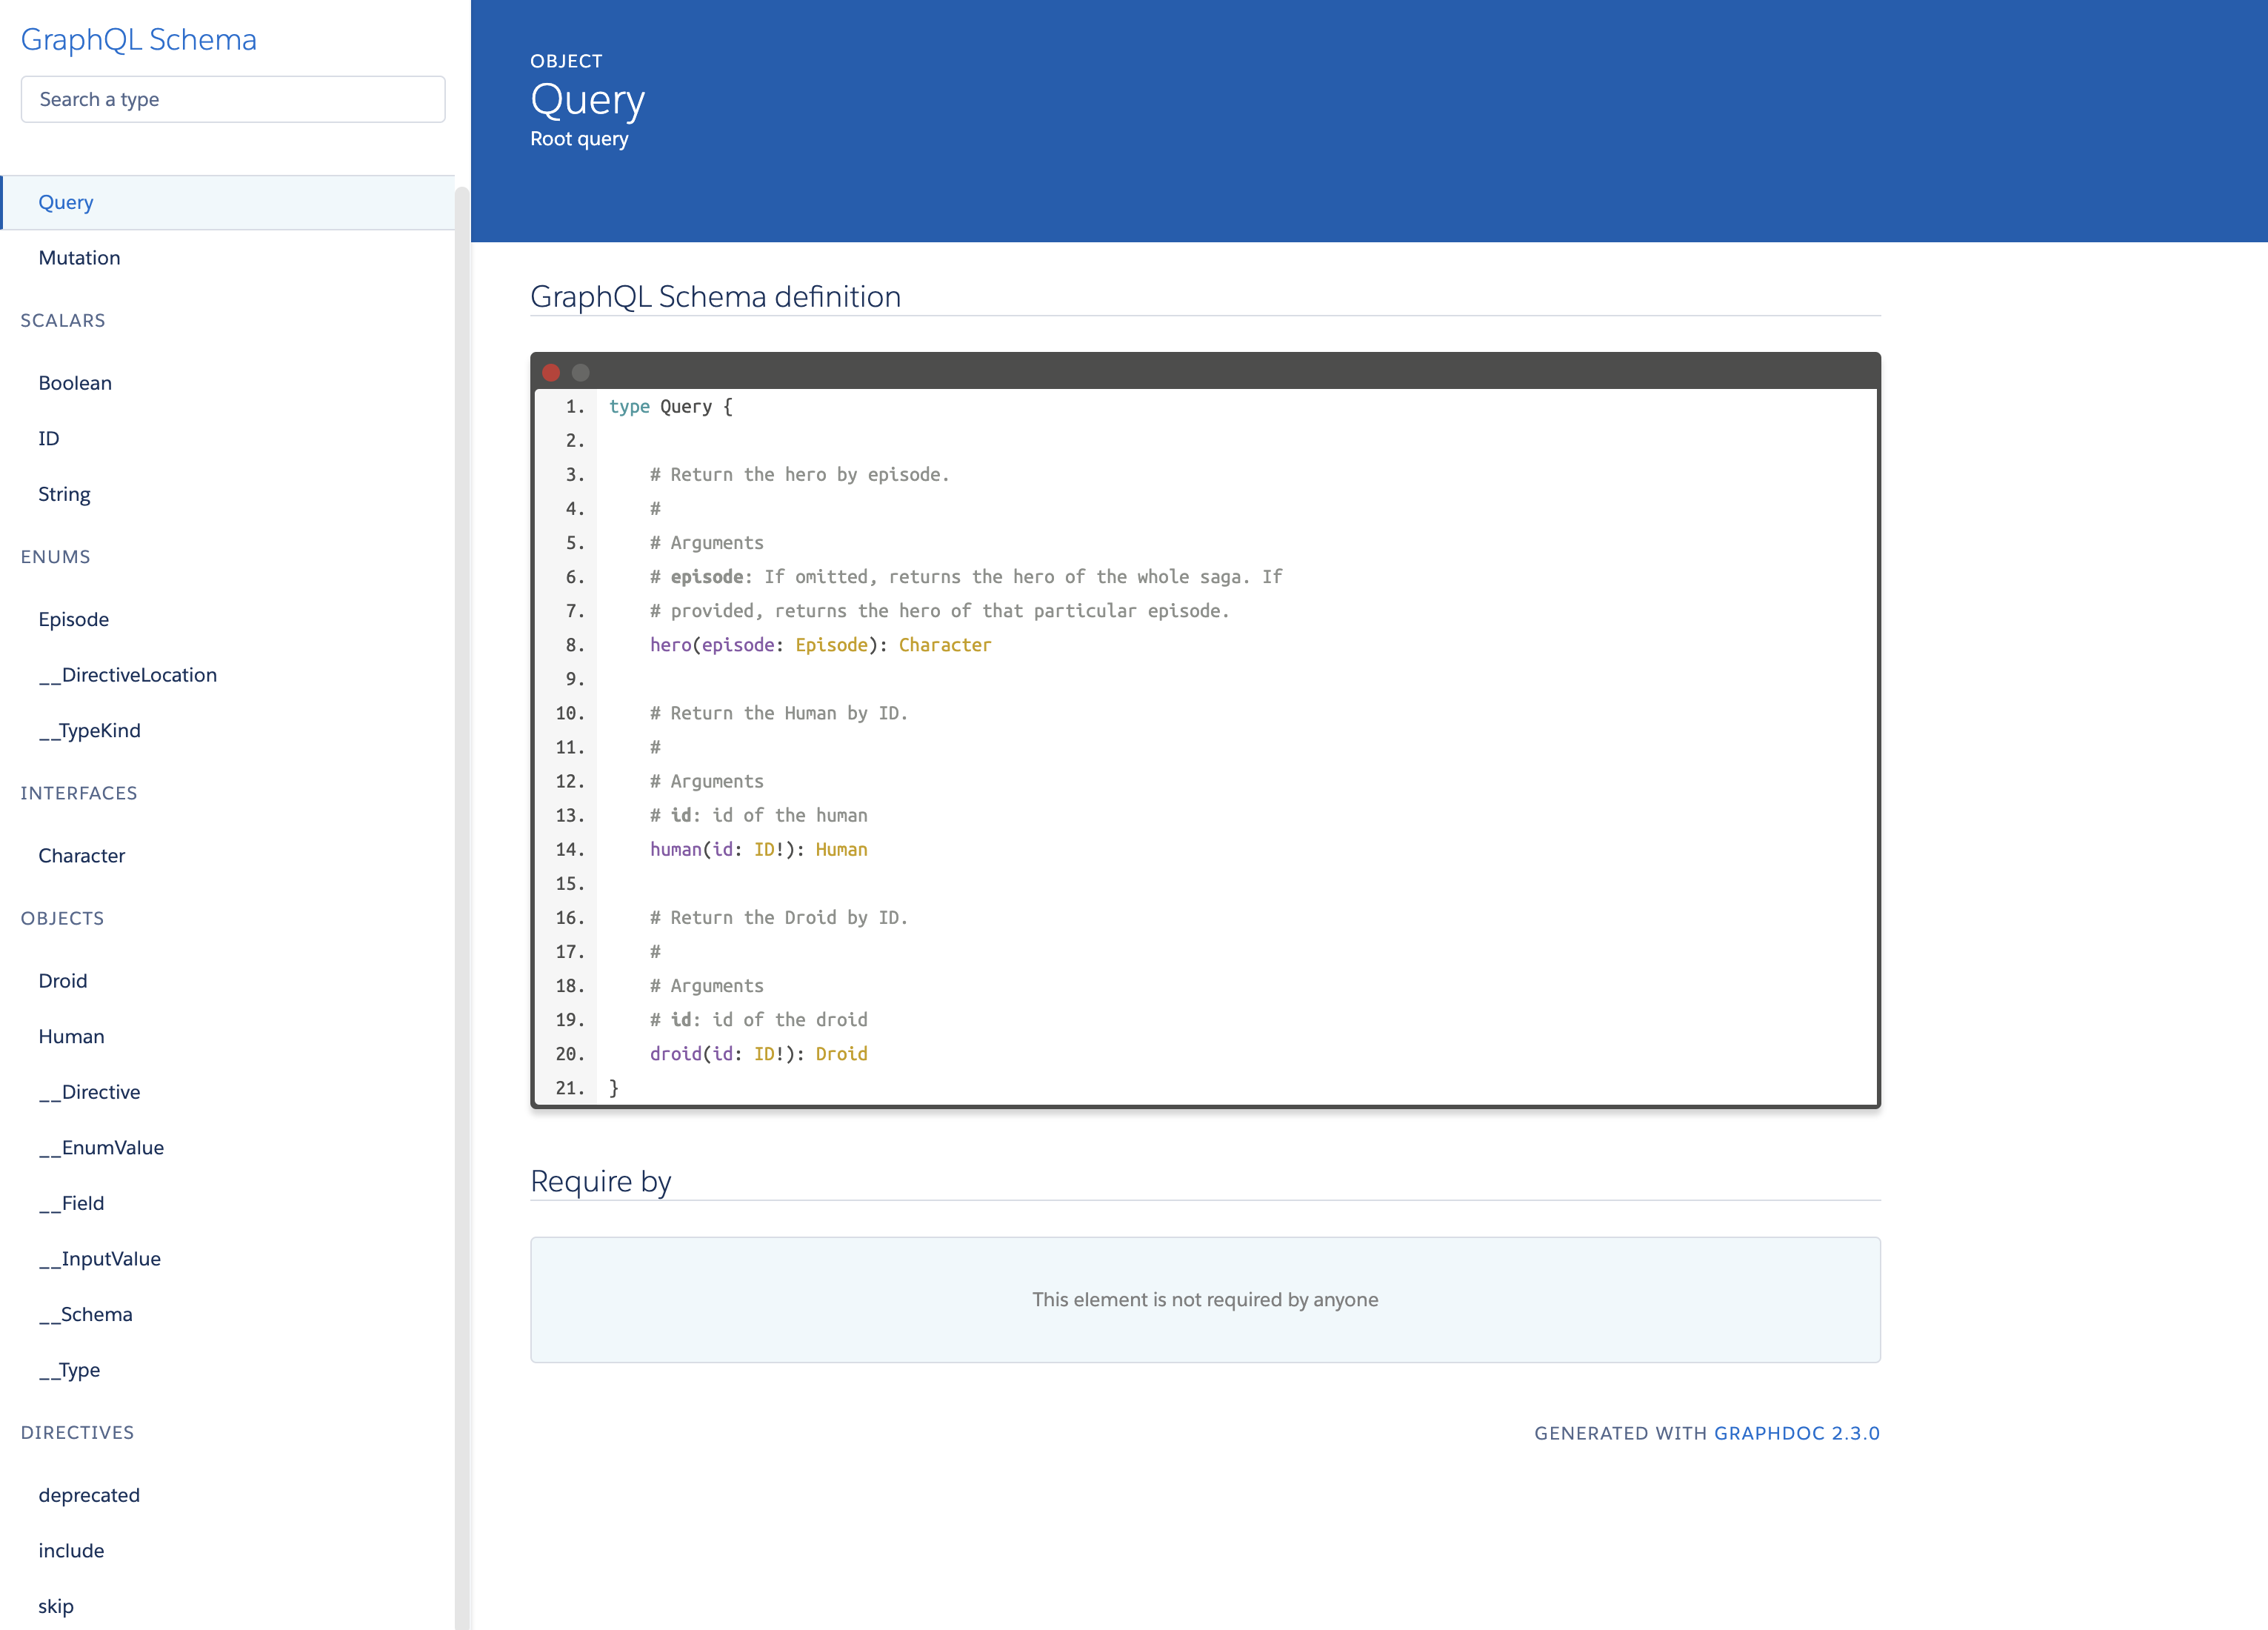 GraphQL Schema
Search a type
Query
Mutation
SCALARS
Boolean
ID
String
ENUMS
Episode
__DirectiveLocation
__TypeKind
INTERFACES
Character
OBJECTS
Droid
Human
__Directive
__EnumValue
__Field
__InputValue
__Schema
__Type
DIRECTIVES
deprecated
include
skip
OBJECT
Query
Root query
GraphQL Schema definition
1. type Query {
2.
3. # Return the hero by episode.
4. #
5. # Arguments
6. # episode: If omitted, returns the hero of the whole saga. If
7. # provided, returns the hero of that particular episode.
8. hero(episode: Episode): Character
9.
10. # Return the Human by ID.
11. #
12. # Arguments
13. # id: id of the human
14. human(id: ID!): Human
15.
16. # Return the Droid by ID.
17. #
18. # Arguments
19. # id: id of the droid
20. droid(id: ID!): Droid
21. }
Require by
This element is not required by anyone
GENERATED WITH GRAPHDOC 2.3.0